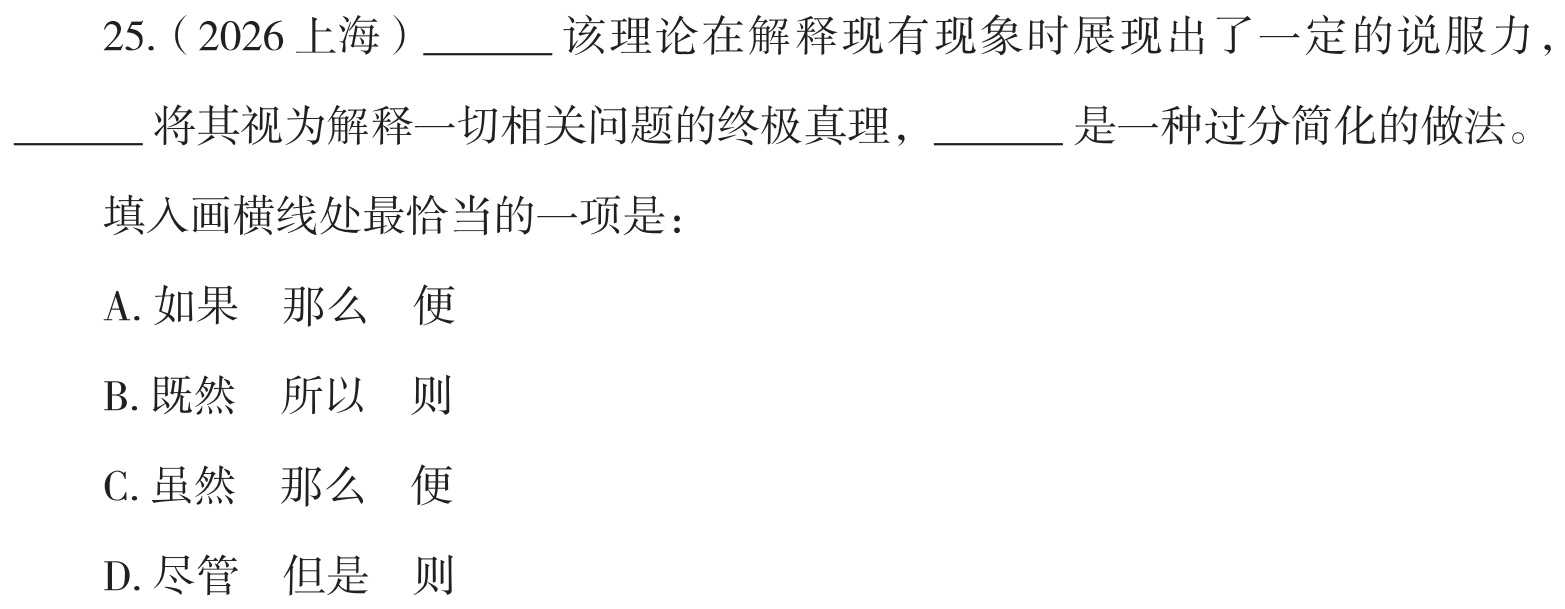 25.（2026 上海）______ 该理论在解释现有现象时展现出了一定的说服力，
______ 将其视为解释一切相关问题的终极真理，______ 是一种过分简化的做法。
填入画横线处最恰当的一项是：
A. 如果　那么　便
B. 既然　所以　则
C. 虽然　那么　便
D. 尽管　但是　则